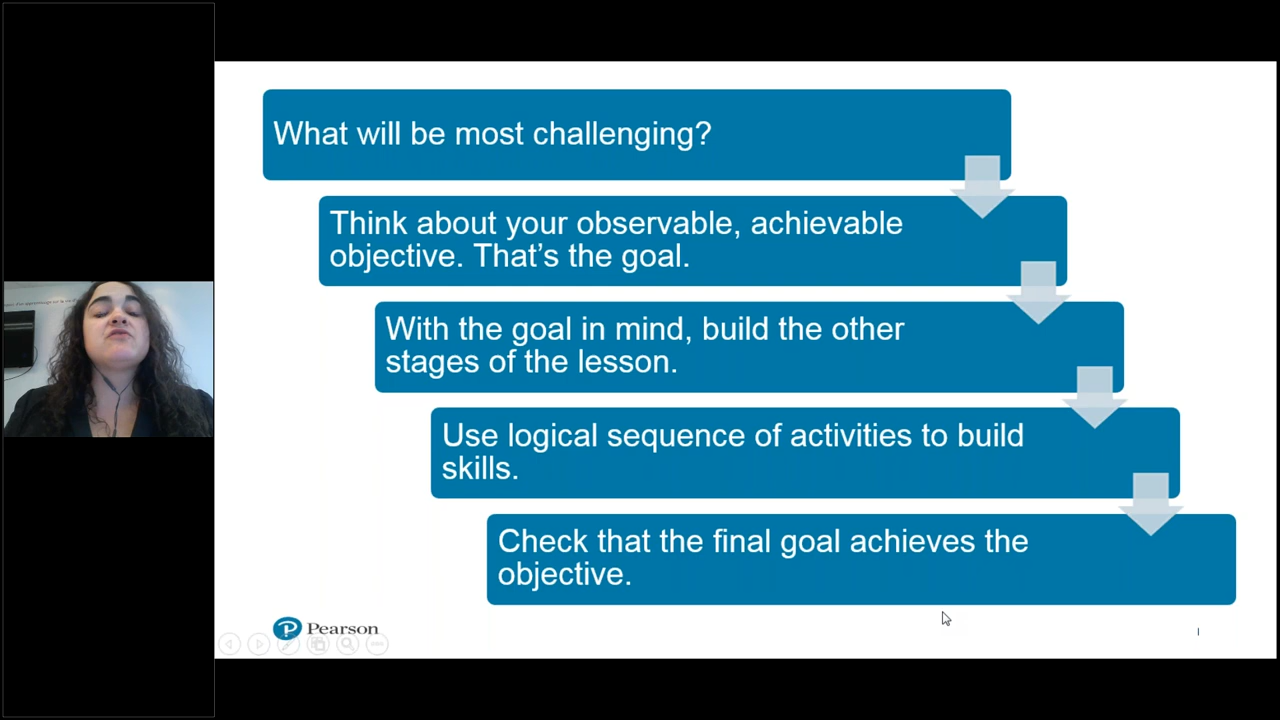 What will be most challenging?
Think about your observable, achievable
objective. That’s the goal.
With the goal in mind, build the other
stages of the lesson.
Use logical sequence of activities to build
skills.
Check that the final goal achieves the
objective.
Pearson